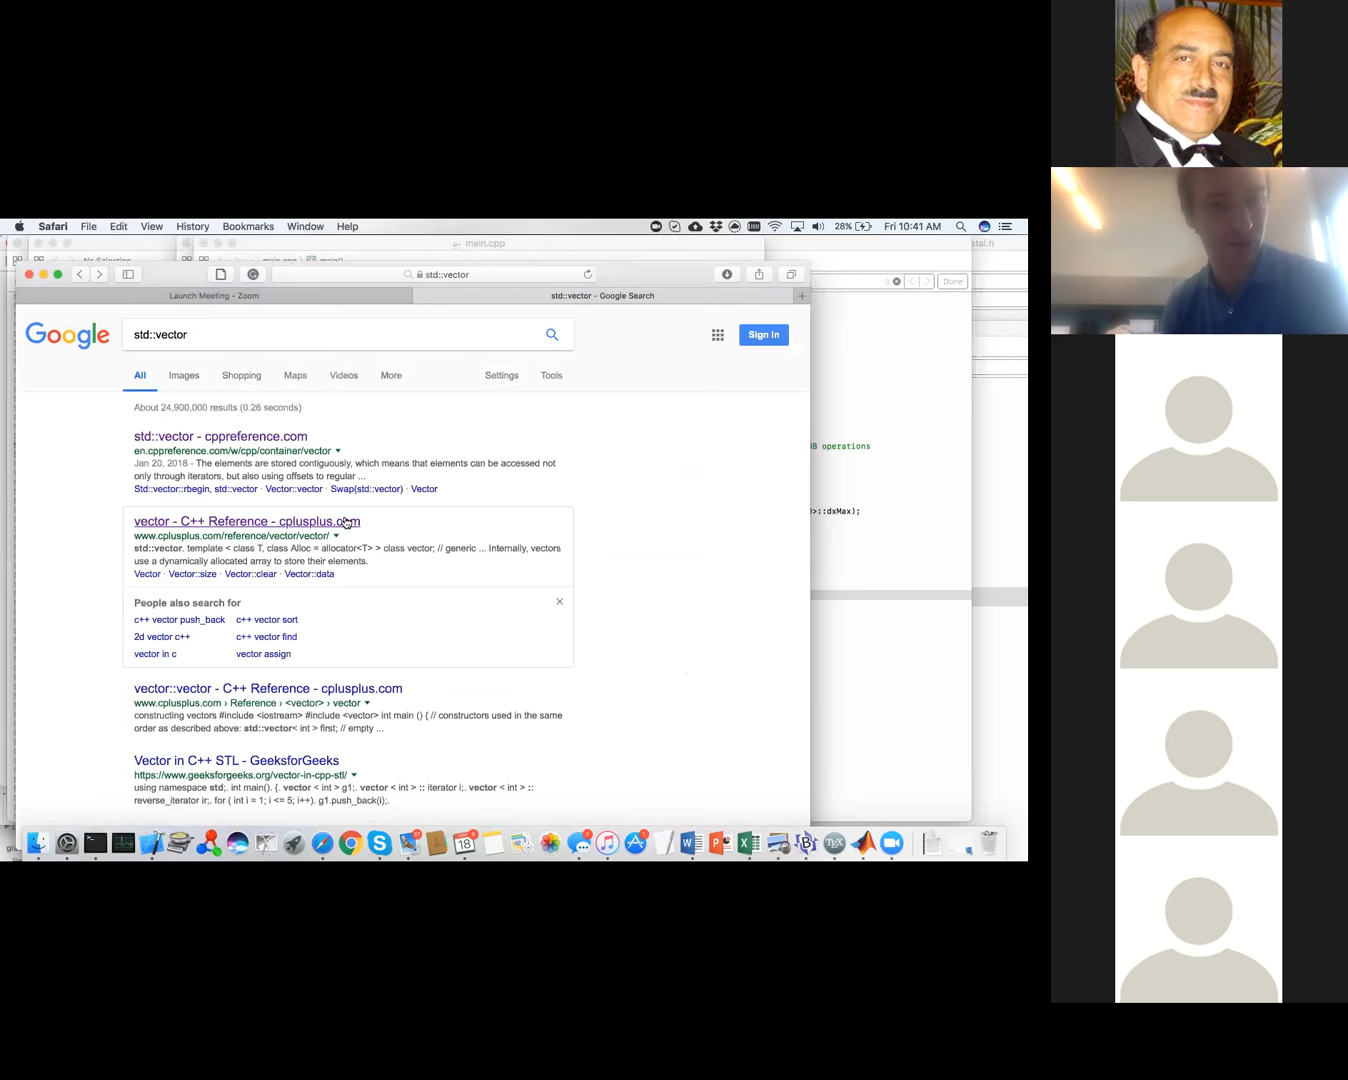 Safari File Edit View History Bookmarks Window Help 28% Fri 10:41 AM
main.cpp
stal.h
No Selection
main.cpp main()
std::vector
Done
Launch Meeting - Zoom
std::vector - Google Search
Google
std::vector
Sign in
All Images Shopping Maps Videos More Settings Tools
About 24,900,000 results (0.26 seconds)
std::vector - cppreference.com
en.cppreference.com/w/cpp/container/vector
Jan 20, 2018 - The elements are stored contiguously, which means that elements can be accessed not
only through iterators, but also using offsets to regular ...
Std::vector::rbegin, std::vector · Vector::vector · Swap(std::vector) · Vector
B operations
>::dxMax);
vector - C++ Reference - cplusplus.com
www.cplusplus.com/reference/vector/vector/
std::vector. template < class T, class Alloc = allocator<T> > class vector; // generic ... Internally, vectors
use a dynamically allocated array to store their elements.
Vector · Vector::size · Vector::clear · Vector::data
People also search for
c++ vector push_back c++ vector sort
2d vector c++ c++ vector find
vector in c vector assign
vector::vector - C++ Reference - cplusplus.com
www.cplusplus.com › Reference › <vector> › vector
constructing vectors #include <iostream> #include <vector> int main () { // constructors used in the same
order as described above: std::vector< int > first; // empty ...
Vector in C++ STL - GeeksforGeeks
https://www.geeksforgeeks.org/vector-in-cpp-stl/
using namespace std;. int main(). {. vector < int > g1;. vector < int > :: iterator i;. vector < int > ::
reverse_iterator ir;. for ( int i = 1; i <= 5; i++). g1.push_back(i);.
18